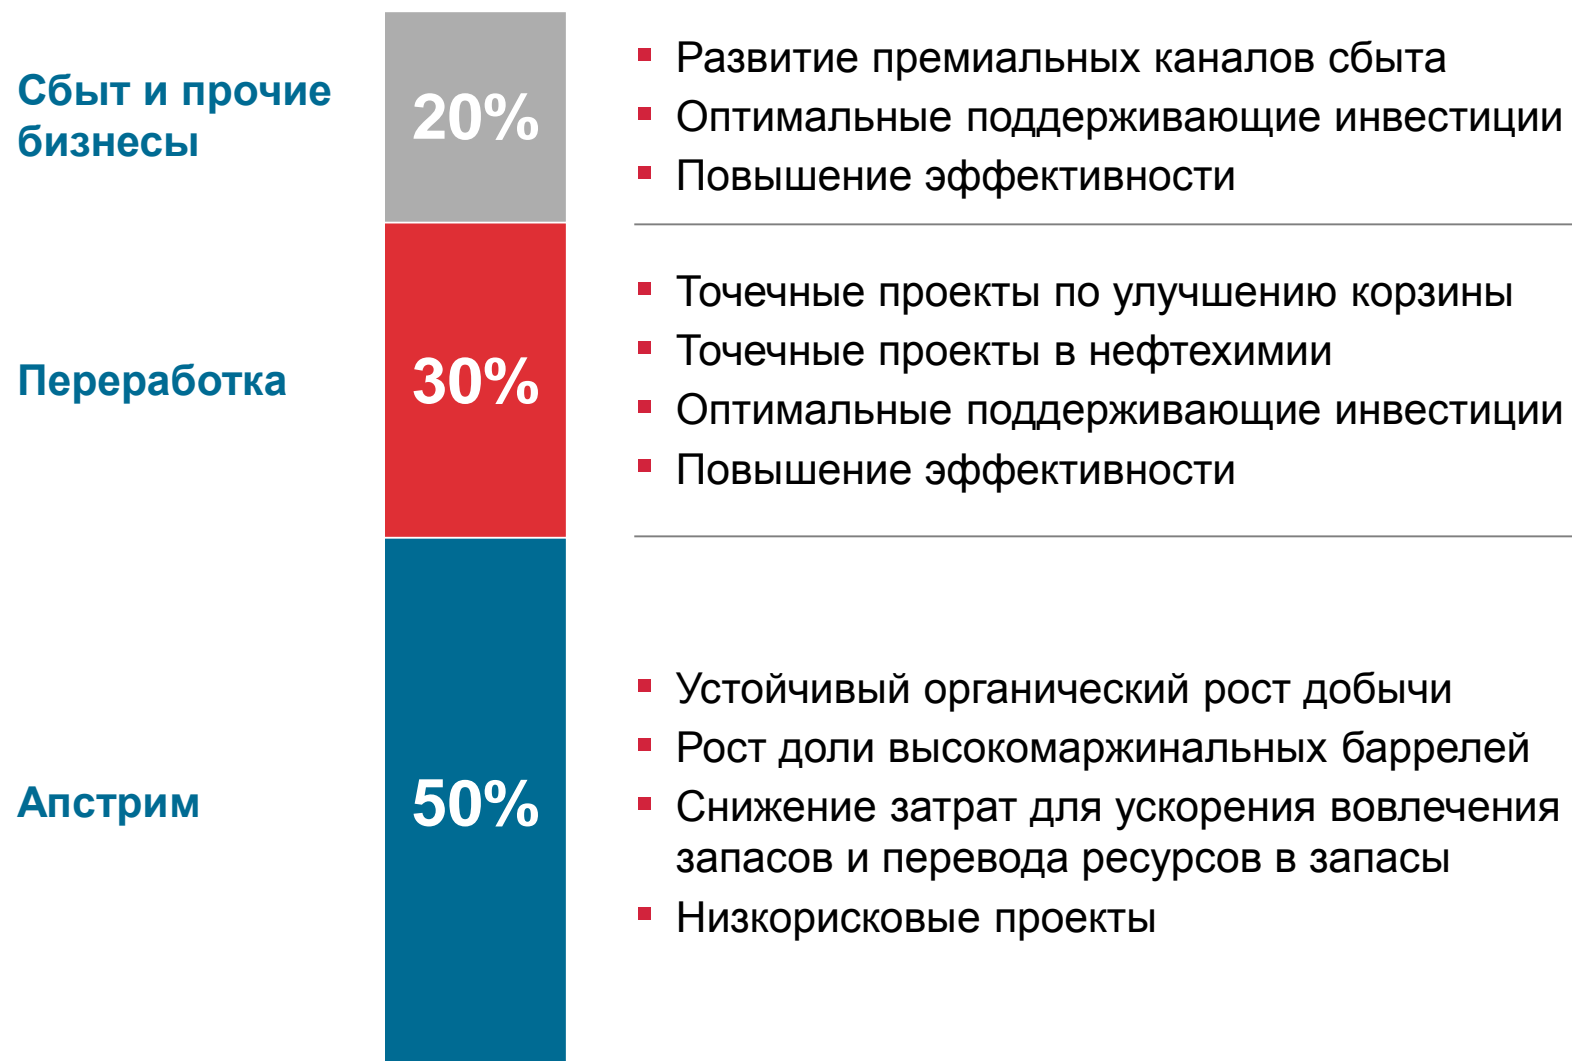 Сбыт и прочие
бизнесы
20%
Развитие премиальных каналов сбыта
Оптимальные поддерживающие инвестиции
Повышение эффективности
Переработка
30%
Точечные проекты по улучшению корзины
Точечные проекты в нефтехимии
Оптимальные поддерживающие инвестиции
Повышение эффективности
Апстрим
50%
Устойчивый органический рост добычи
Рост доли высокомаржинальных баррелей
Снижение затрат для ускорения вовлечения
запасов и перевода ресурсов в запасы
Низкорисковые проекты